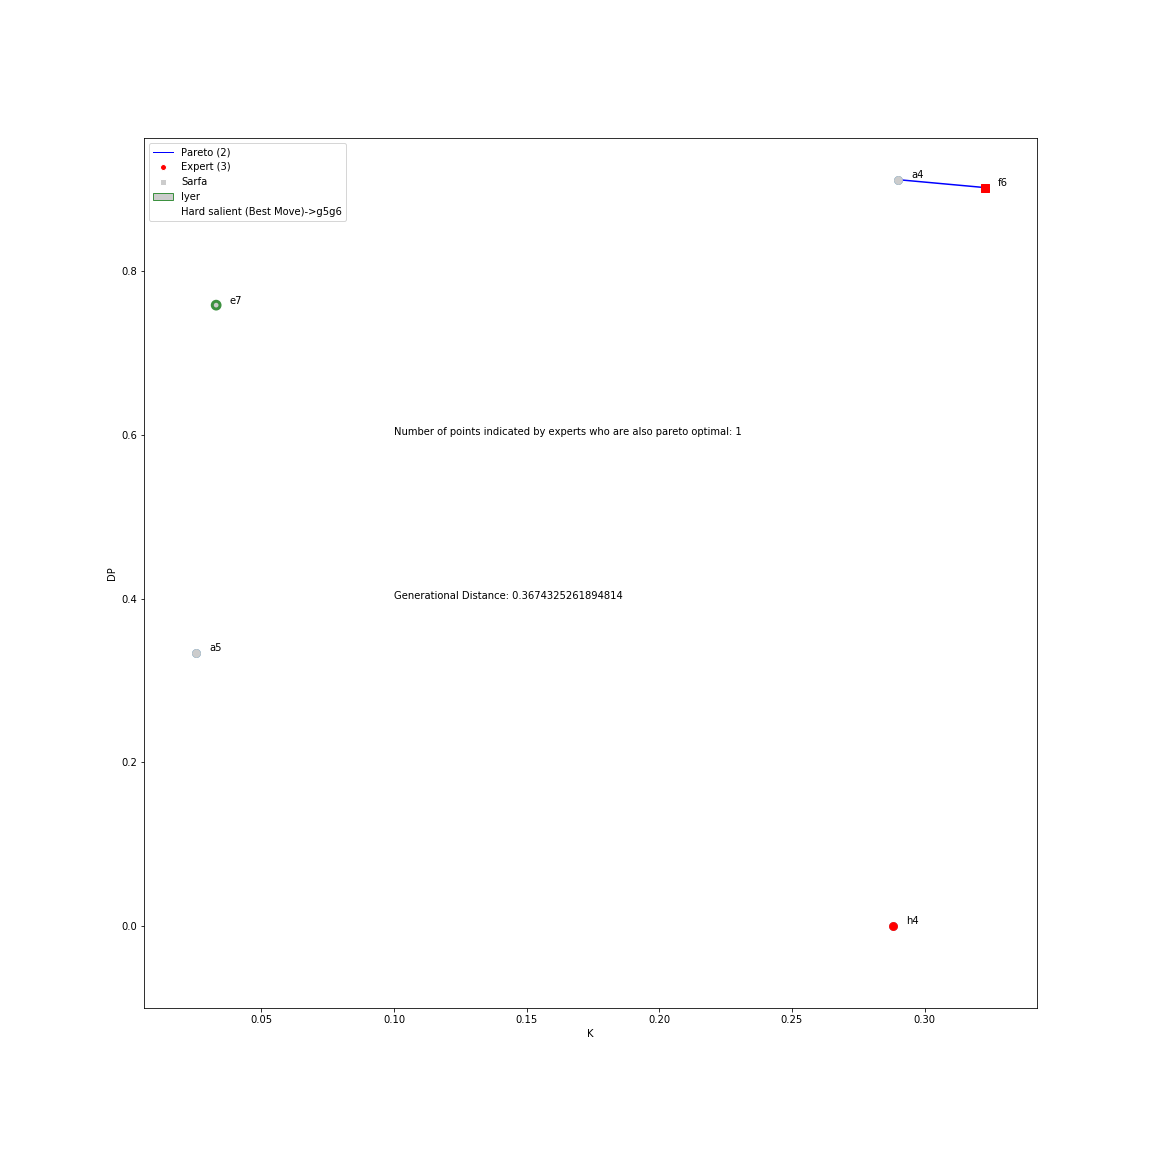 Pareto (2)
Expert (3)
Sarfa
Iyer
Hard salient (Best Move)->g5g6
a4
f6
e7
Number of points indicated by experts who are also pareto optimal: 1
Generational Distance: 0.3674325261894814
a5
h4
0.8
0.6
0.4
0.2
0.0
DP
0.05
0.10
0.15
0.20
0.25
0.30
K